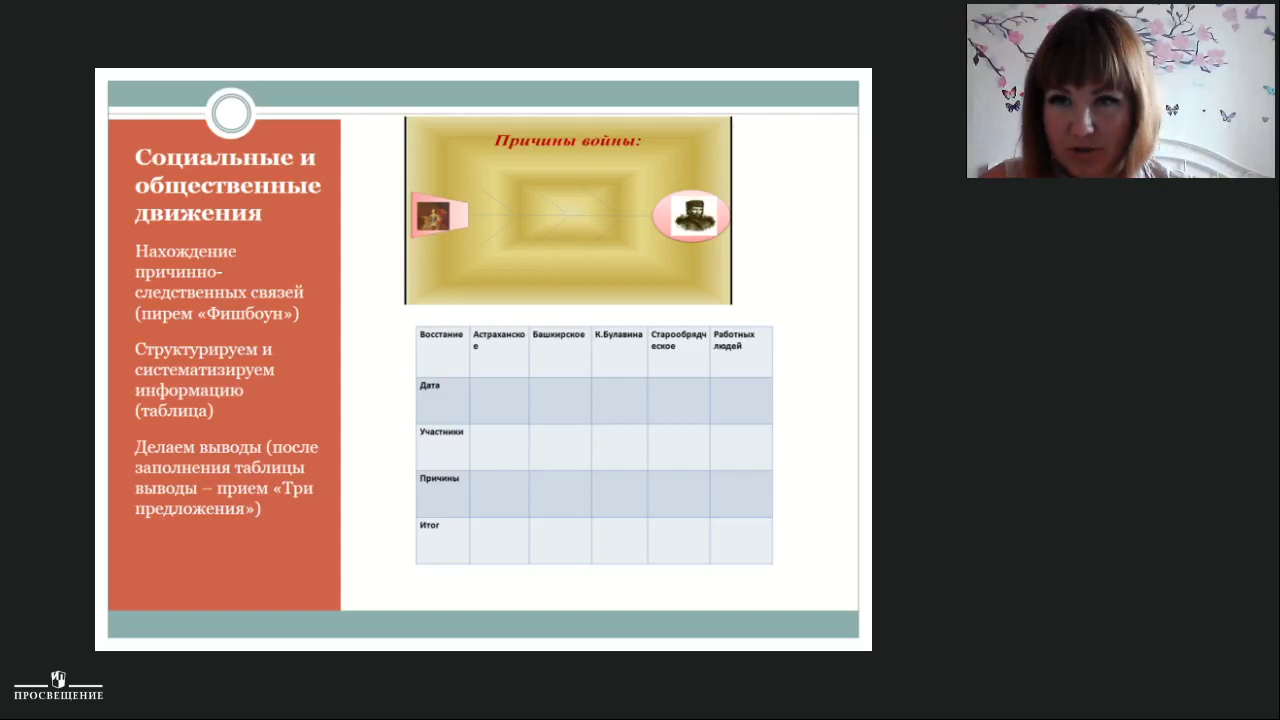 Социальные и
общественные
движения
Нахождение
причинно-
следственных связей
(пирем «Фишбоун»)
Структурируем и
систематизируем
информацию
(таблица)
Делаем выводы (после
заполнения таблицы
выводы – прием «Три
предложения»)
Причины войны:
Восстание Астраханско Башкирское К.Булавина Старообрядч Работных
е еское людей
Дата
Участники
Причины
Итог
ПРОСВЕЩЕНИЕ